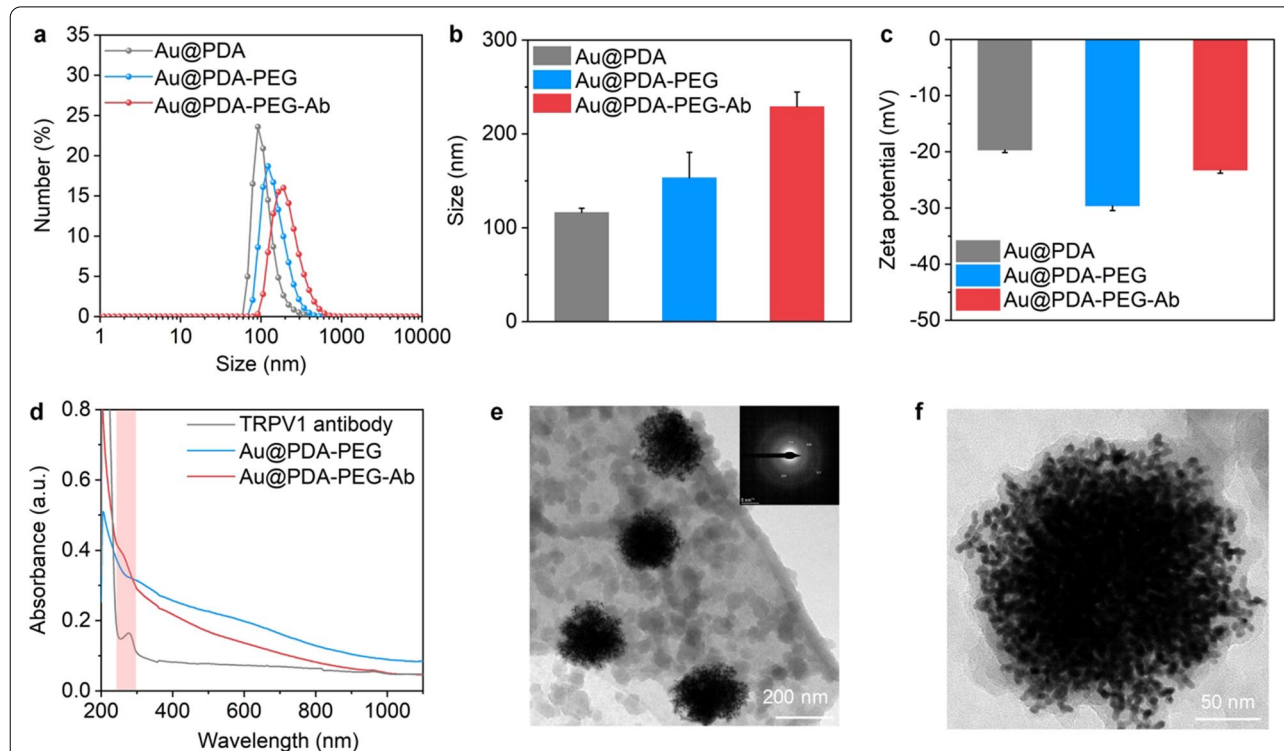 a
Au@PDA
Au@PDA-PEG
Au@PDA-PEG-Ab
35
30
25
20
15
10
5
0
Number (%)
1 10 100 1000 10000
Size (nm)
b
Au@PDA
Au@PDA-PEG
Au@PDA-PEG-Ab
300
200
100
0
Size (nm)
c
0
-10
-20
-30
-40
-50
Zeta potential (mV)
Au@PDA
Au@PDA-PEG
Au@PDA-PEG-Ab
d
TRPV1 antibody
Au@PDA-PEG
Au@PDA-PEG-Ab
0.8
0.6
0.4
0.2
0.0
Absorbance (a.u.)
200 400 600 800 1000
Wavelength (nm)
e
200 nm
f
50 nm